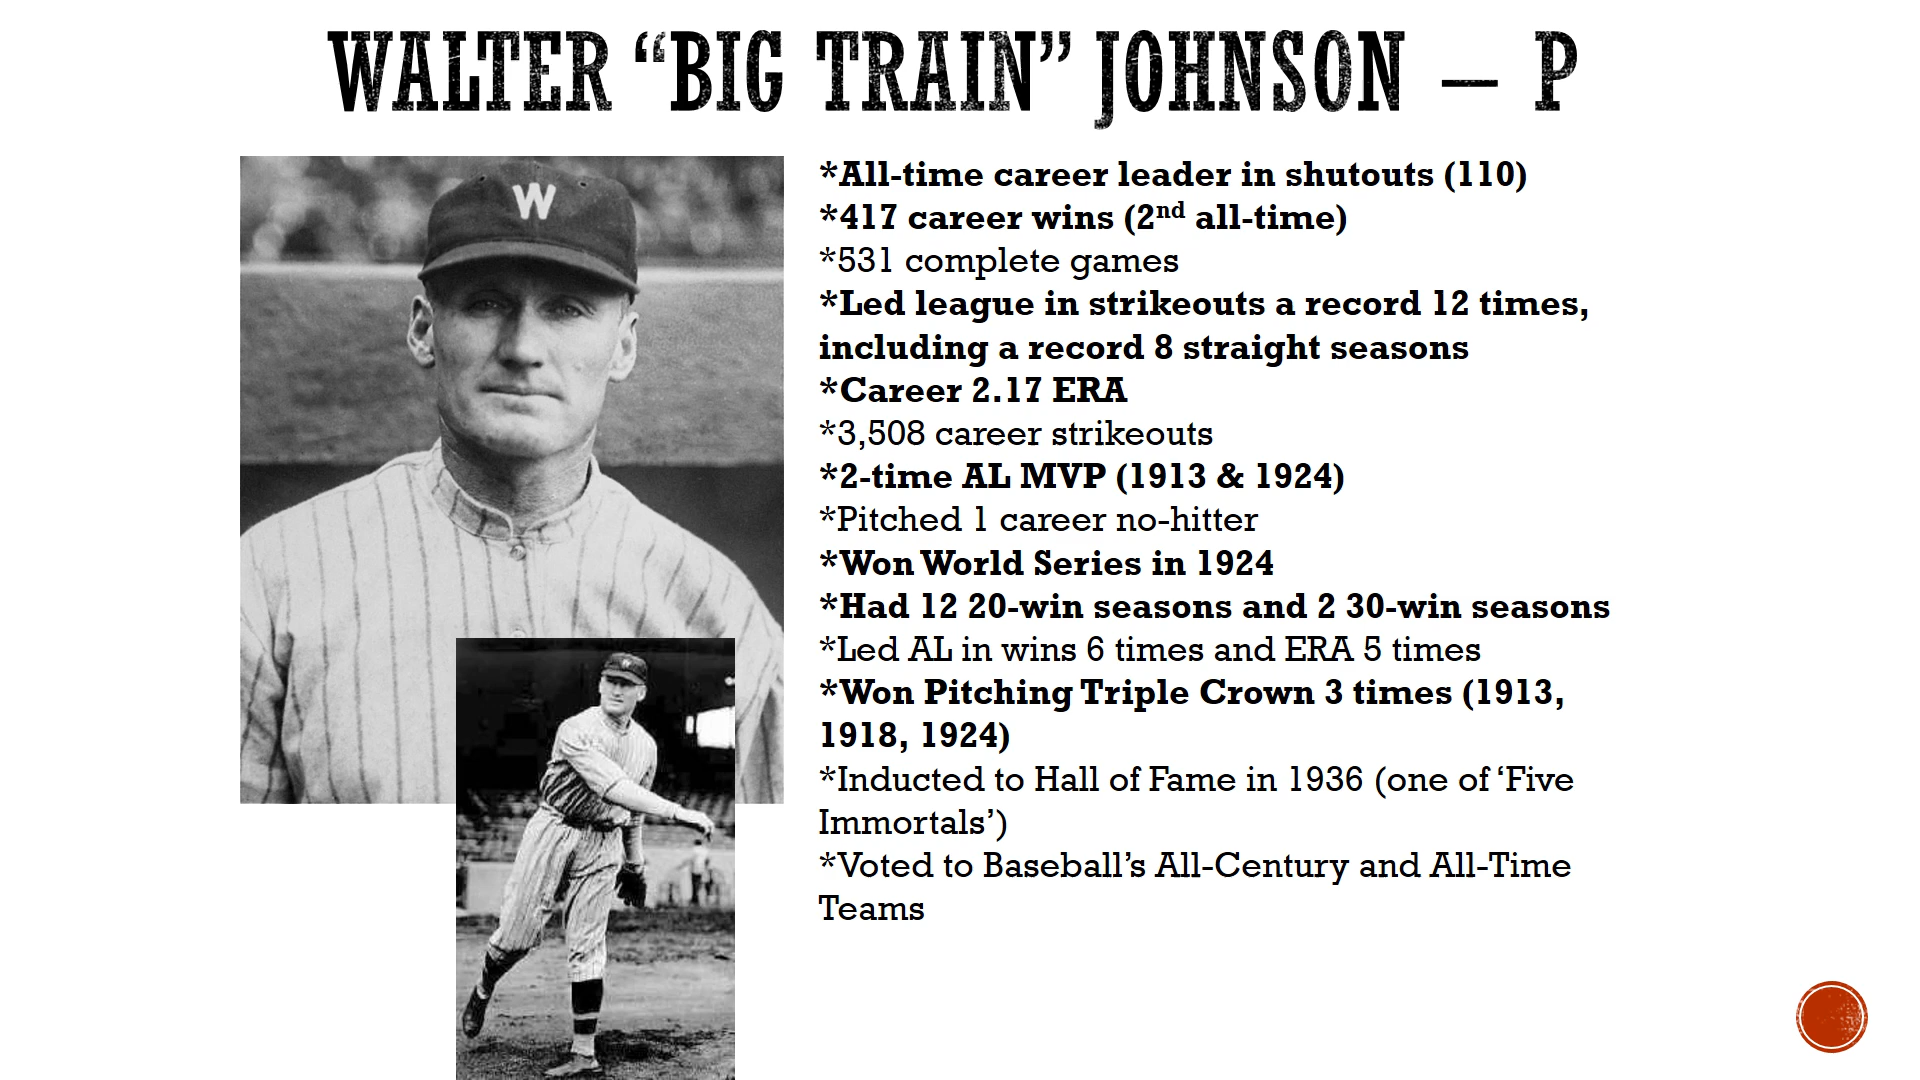 WALTER “BIG TRAIN” JOHNSON – P
W
*All-time career leader in shutouts (110)
*417 career wins (2nd all-time)
*531 complete games
*Led league in strikeouts a record 12 times,
including a record 8 straight seasons
*Career 2.17 ERA
*3,508 career strikeouts
*2-time AL MVP (1913 & 1924)
*Pitched 1 career no-hitter
*Won World Series in 1924
*Had 12 20-win seasons and 2 30-win seasons
*Led AL in wins 6 times and ERA 5 times
*Won Pitching Triple Crown 3 times (1913,
1918, 1924)
*Inducted to Hall of Fame in 1936 (one of ‘Five
Immortals’)
*Voted to Baseball’s All-Century and All-Time
Teams